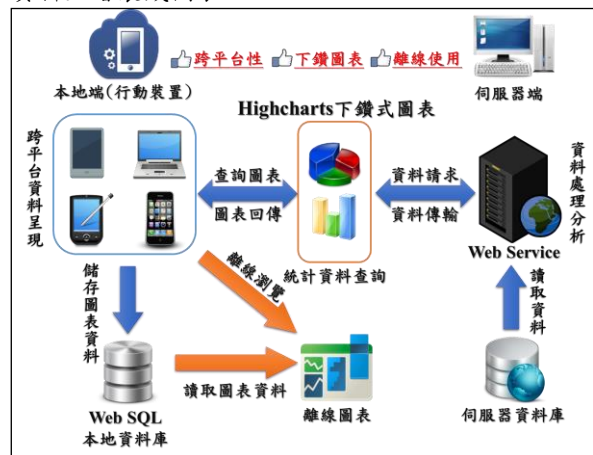 跨平台性 下鑽圖表 離線使用
本地端(行動裝置)
伺服器端
Highcharts下鑽式圖表
跨平台資料呈現
查詢圖表
圖表回傳
資料請求
資料傳輸
資料處理分析
統計資料查詢
Web Service
儲存圖表資料
離線瀏覽
讀取資料
讀取圖表資料
Web SQL
本地資料庫
離線圖表
伺服器資料庫